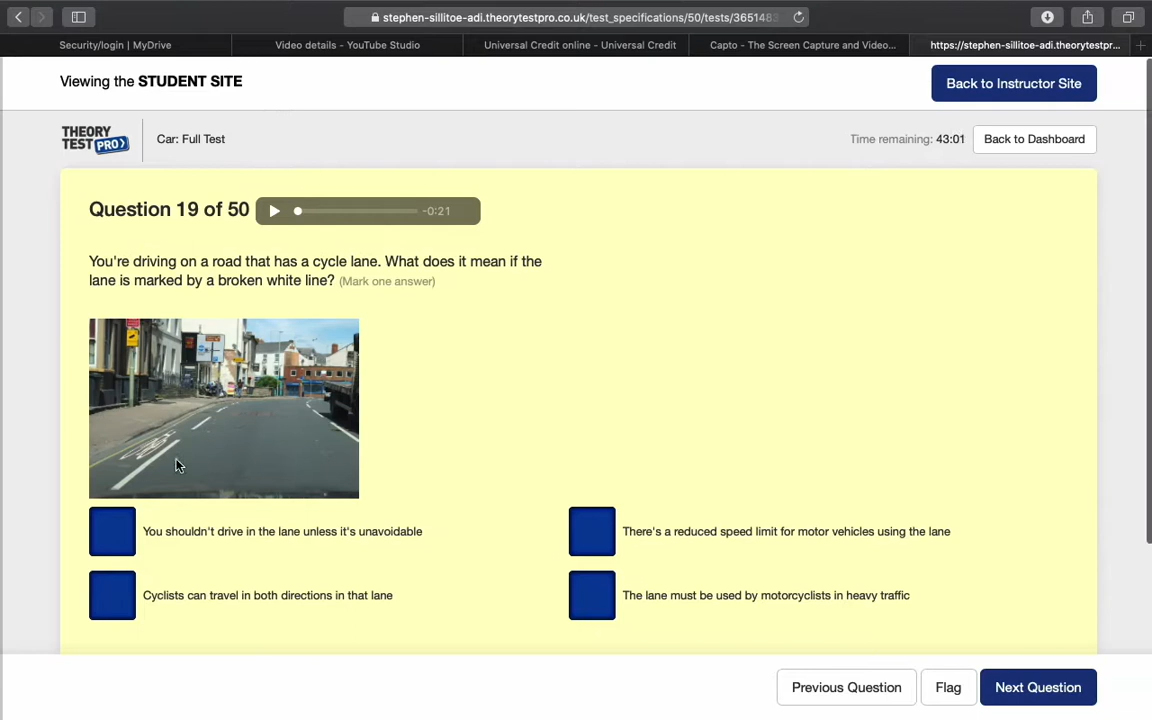 stephen-sillitoe-adi.theorytestpro.co.uk/test_specifications/50/tests/3651483
Security/login | MyDrive
Video details - YouTube Studio
Universal Credit online - Universal Credit
Capto - The Screen Capture and Video...
https://stephen-sillitoe-adi.theorytestpr...
Viewing the STUDENT SITE
Back to Instructor Site
THEORY
TEST PRO
Car: Full Test
Time remaining: 43:01
Back to Dashboard
Question 19 of 50
-0:21
You're driving on a road that has a cycle lane. What does it mean if the
lane is marked by a broken white line? (Mark one answer)
You shouldn't drive in the lane unless it's unavoidable
There's a reduced speed limit for motor vehicles using the lane
Cyclists can travel in both directions in that lane
The lane must be used by motorcyclists in heavy traffic
Previous Question
Flag
Next Question